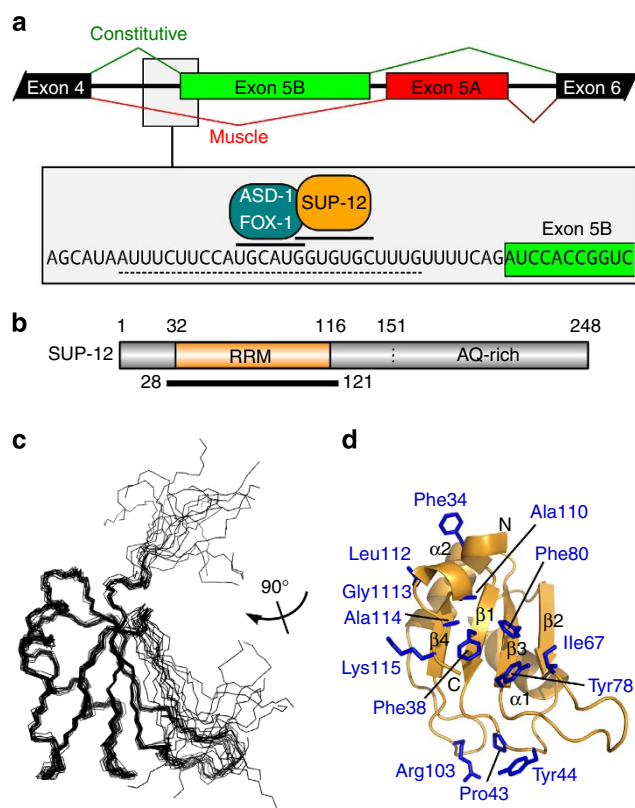 a
Constitutive
Exon 4
Exon 5B
Exon 5A
Exon 6
Muscle
ASD-1
FOX-1
SUP-12
Exon 5B
AGCAUAAUUUCUUCCAUGCAUGGUGUGCUUUGUUUUCAGAUCCACCGGUC
b
1 32 116 151 248
SUP-12 RRM AQ-rich
28 121
c
90°
d
Phe34
N
Ala110
α2
Leu112
Phe80
Gly1113
β1
β2
Ala114
β4
β3
Ile67
Lys115
C
Tyr78
Phe38
α1
Arg103
Tyr44
Pro43